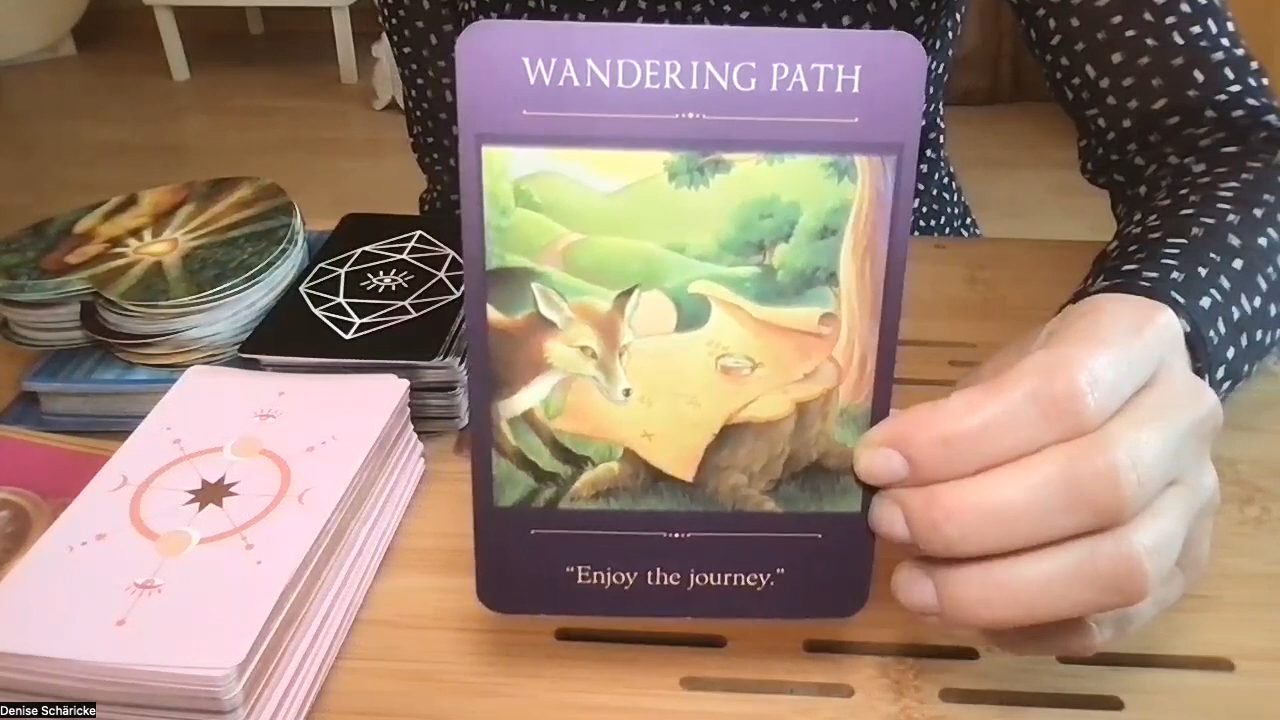 WANDERING PATH
“Enjoy the journey.”
Denise Schäricke